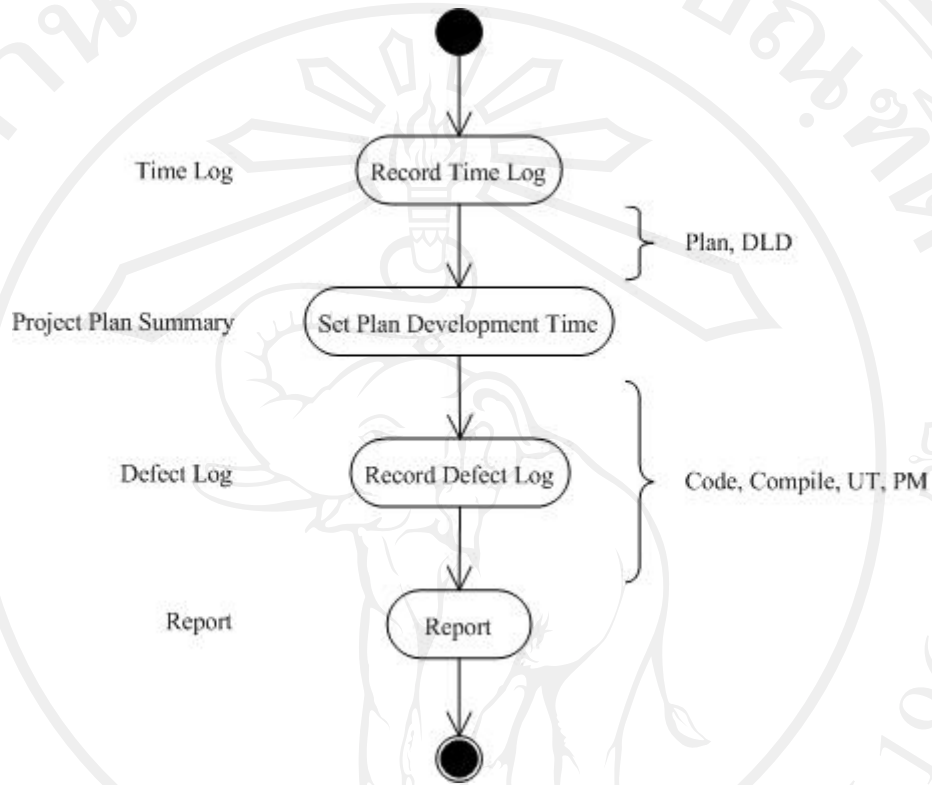 Time Log
Record Time Log
Plan, DLD
Project Plan Summary
Set Plan Development Time
Defect Log
Record Defect Log
Code, Compile, UT, PM
Report
Report